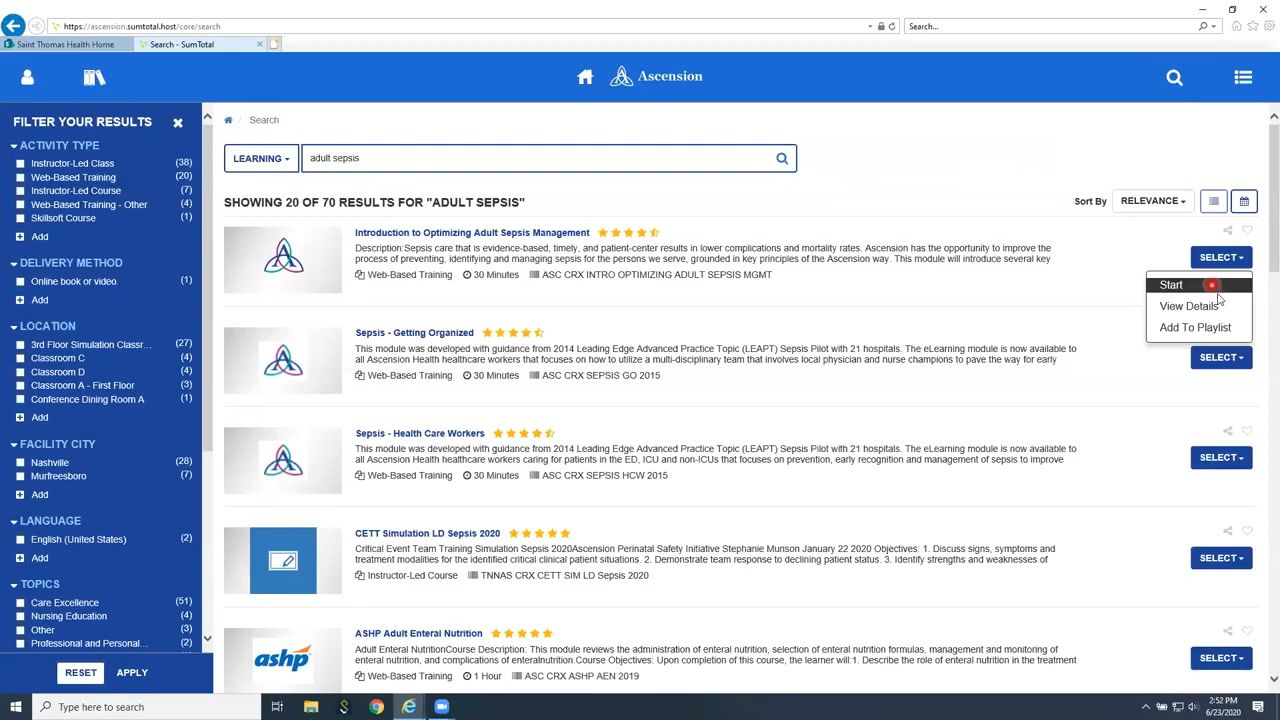 https://ascension.sumtotal.host/core/search
Search...
Saint Thomas Health Home
Search - SumTotal
Ascension
FILTER YOUR RESULTS
ACTIVITY TYPE
Instructor-Led Class (38)
Web-Based Training (20)
Instructor-Led Course (7)
Web-Based Training - Other (4)
Skillsoft Course (1)
Add
DELIVERY METHOD
Online book or video. (1)
Add
LOCATION
3rd Floor Simulation Classr... (27)
Classroom C (4)
Classroom D (4)
Classroom A - First Floor (3)
Conference Dining Room A (1)
Add
FACILITY CITY
Nashville (28)
Murfreesboro (7)
Add
LANGUAGE
English (United States) (2)
Add
TOPICS
Care Excellence (51)
Nursing Education (4)
Other (3)
Professional and Personal... (2)
RESET APPLY
/ Search
LEARNING adult sepsis
SHOWING 20 OF 70 RESULTS FOR "ADULT SEPSIS"
Sort By RELEVANCE
Introduction to Optimizing Adult Sepsis Management
Description:Sepsis care that is evidence-based, timely, and patient-center results in lower complications and mortality rates. Ascension has the opportunity to improve the
process of preventing, identifying and managing sepsis for the persons we serve, grounded in key principles of the Ascension way. This module will introduce several key
Web-Based Training 30 Minutes ASC CRX INTRO OPTIMIZING ADULT SEPSIS MGMT
SELECT
Start
View Details
Add To Playlist
Sepsis - Getting Organized
This module was developed with guidance from 2014 Leading Edge Advanced Practice Topic (LEAPT) Sepsis Pilot with 21 hospitals. The eLearning module is now available to
all Ascension Health healthcare workers that focuses on how to utilize a multi-disciplinary team that involves local physician and nurse champions to pave the way for early
Web-Based Training 30 Minutes ASC CRX SEPSIS GO 2015
SELECT
Sepsis - Health Care Workers
This module was developed with guidance from 2014 Leading Edge Advanced Practice Topic (LEAPT) Sepsis Pilot with 21 hospitals. The eLearning module is now available to
all Ascension Health healthcare workers caring for patients in the ED, ICU and non-ICUs that focuses on prevention, early recognition and management of sepsis to improve
Web-Based Training 30 Minutes ASC CRX SEPSIS HCW 2015
SELECT
CETT Simulation LD Sepsis 2020
Critical Event Team Training Simulation Sepsis 2020Ascension Perinatal Safety Initiative Stephanie Munson January 22 2020 Objectives: 1. Discuss signs, symptoms and
treatment modalities for the identified critical clinical patient situations. 2. Demonstrate team response to declining patient status. 3. Identify strengths and weaknesses of
Instructor-Led Course TNNAS CRX CETT SIM LD Sepsis 2020
SELECT
ashp
ASHP Adult Enteral Nutrition
Adult Enteral NutritionCourse Description: This module reviews the administration of enteral nutrition, selection of enteral nutrition formulas, management and monitoring of
enteral nutrition, and complications of enteralnutrition.Course Objectives: Upon completion of this course, the learner will:1. Describe the role of enteral nutrition in the treatment
Web-Based Training 1 Hour ASC CRX ASHP AEN 2019
SELECT
Type here to search
2:52 PM
6/23/2020